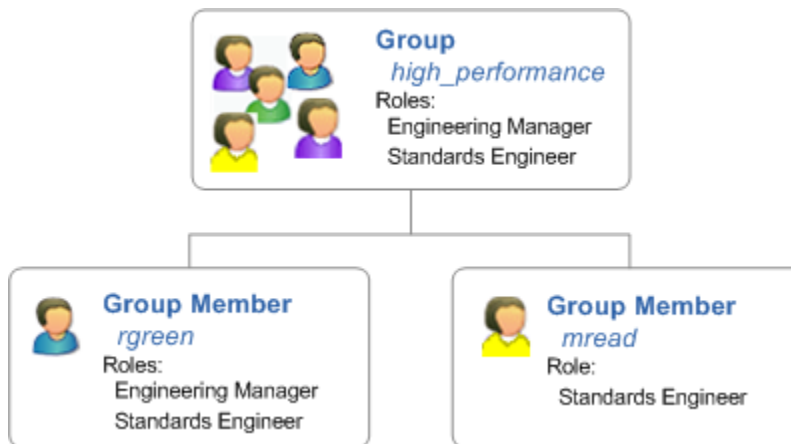 Group
high_performance
Roles:
Engineering Manager
Standards Engineer
Group Member
rgreen
Roles:
Engineering Manager
Standards Engineer
Group Member
mread
Role:
Standards Engineer